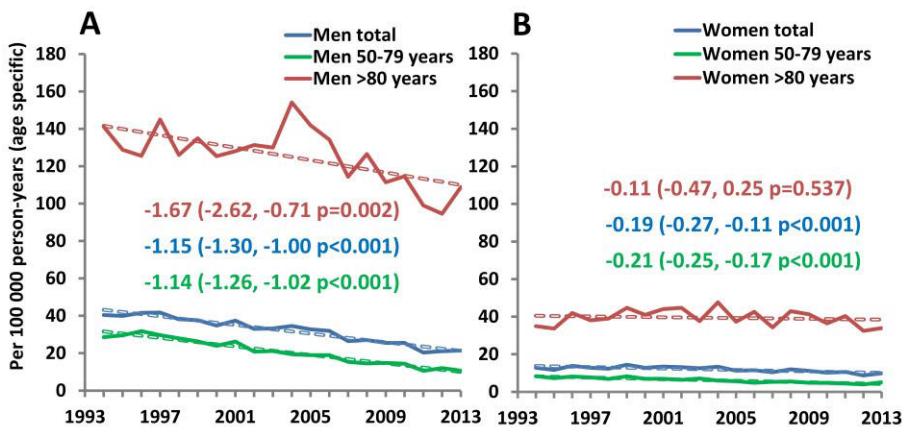 A
Men total
Men 50-79 years
Men >80 years
Per 100 000 person-years (age specific)
180
160
140
120
100
80
60
40
20
0
-1.67 (-2.62, -0.71 p=0.002)
-1.15 (-1.30, -1.00 p<0.001)
-1.14 (-1.26, -1.02 p<0.001)
1993
1997
2001
2005
2009
2013
B
Women total
Women 50-79 years
Women >80 years
180
160
140
120
100
80
60
40
20
0
-0.11 (-0.47, 0.25 p=0.537)
-0.19 (-0.27, -0.11 p<0.001)
-0.21 (-0.25, -0.17 p<0.001)
1993
1997
2001
2005
2009
2013